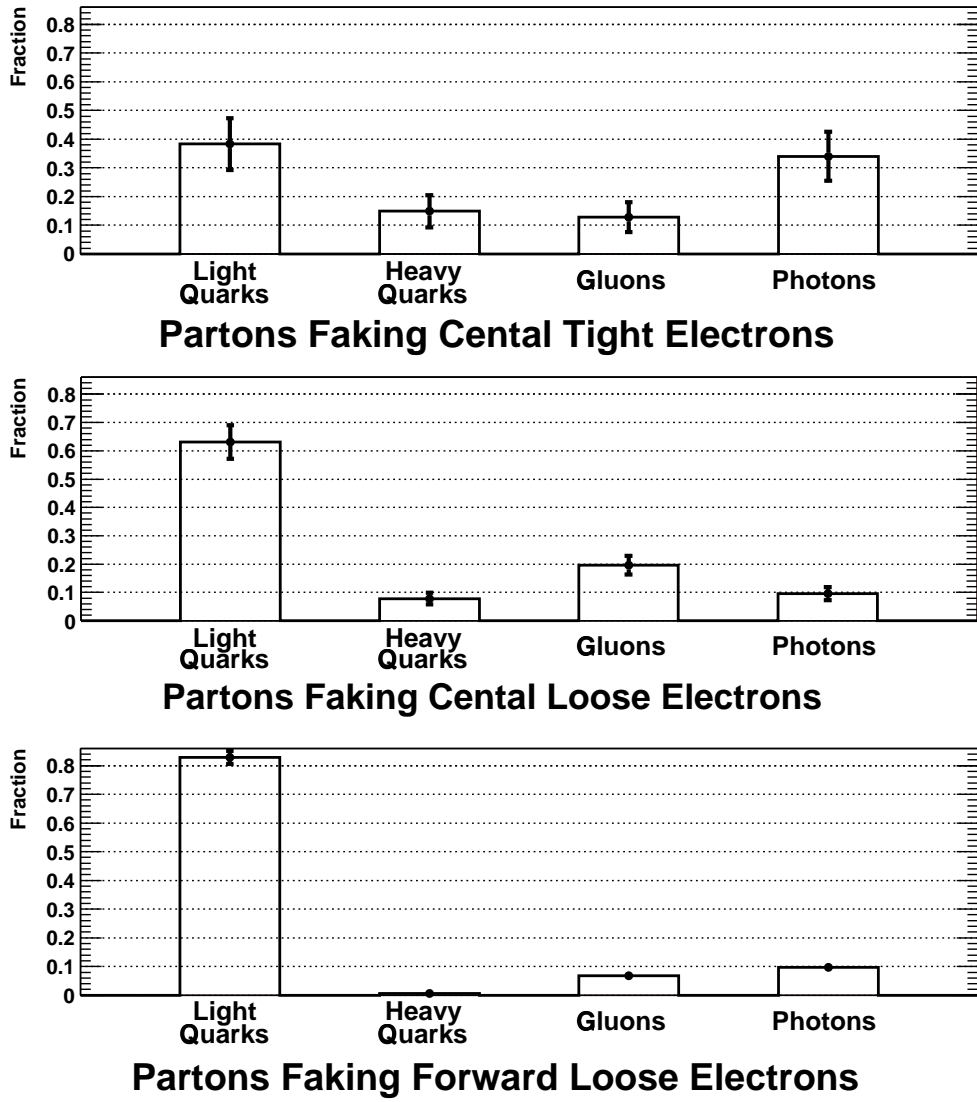 Fraction
0.8
0.7
0.6
0.5
0.4
0.3
0.2
0.1
0
Light
Quarks
Heavy
Quarks
Gluons
Photons
Partons Faking Cental Tight Electrons
Fraction
0.8
0.7
0.6
0.5
0.4
0.3
0.2
0.1
0
Light
Quarks
Heavy
Quarks
Gluons
Photons
Partons Faking Cental Loose Electrons
Fraction
0.8
0.7
0.6
0.5
0.4
0.3
0.2
0.1
0
Light
Quarks
Heavy
Quarks
Gluons
Photons
Partons Faking Forward Loose Electrons